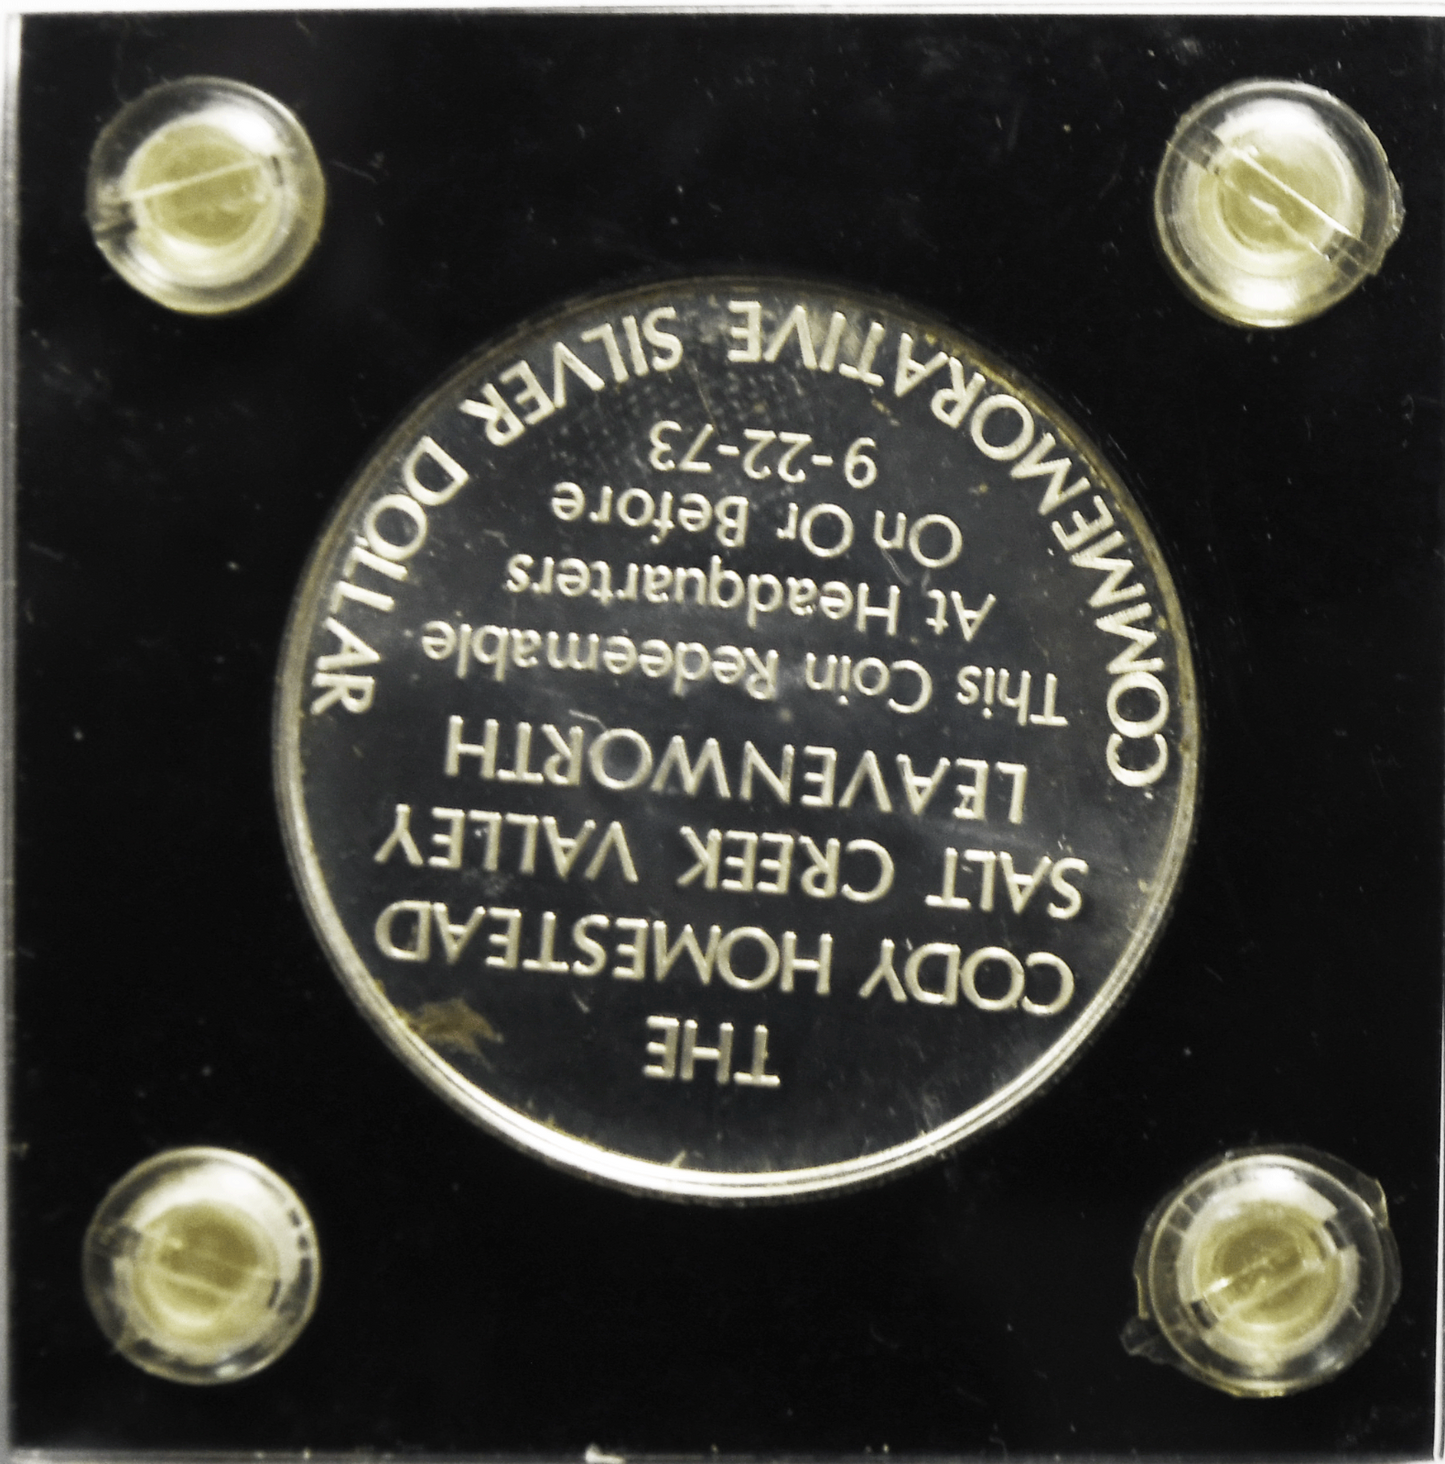 THE
CODY HOMESTEAD
SALT CREEK VALLEY
LEAVENWORTH
This Coin Redeemable
At Headquarters
On Or Before
9-22-73
COMMEMORATIVE SILVER DOLLAR